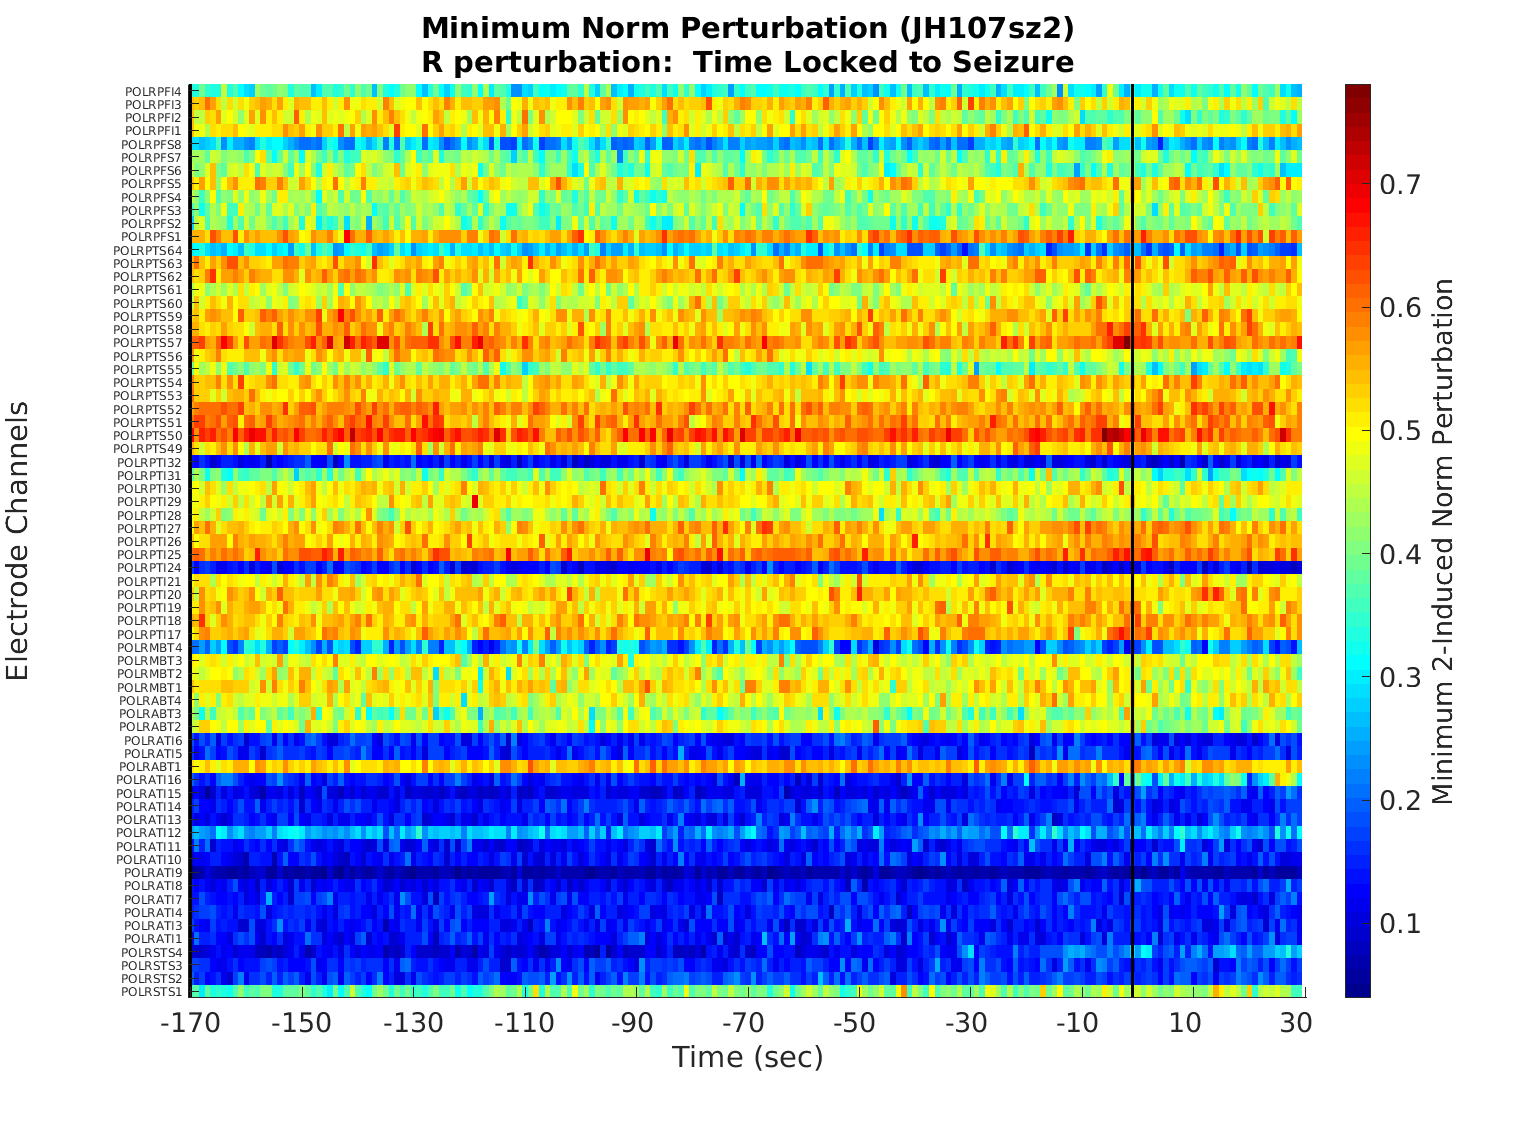 Minimum Norm Perturbation (JH107sz2)
R perturbation:  Time Locked to Seizure
Electrode Channels
POLRPFI4
POLRPFI3
POLRPFI2
POLRPFI1
POLRPFS8
POLRPFS7
POLRPFS6
POLRPFS5
POLRPFS4
POLRPFS3
POLRPFS2
POLRPFS1
POLRPTS64
POLRPTS63
POLRPTS62
POLRPTS61
POLRPTS60
POLRPTS59
POLRPTS58
POLRPTS57
POLRPTS56
POLRPTS55
POLRPTS54
POLRPTS53
POLRPTS52
POLRPTS51
POLRPTS50
POLRPTS49
POLRPTI32
POLRPTI31
POLRPTI30
POLRPTI29
POLRPTI28
POLRPTI27
POLRPTI26
POLRPTI25
POLRPTI24
POLRPTI21
POLRPTI20
POLRPTI19
POLRPTI18
POLRPTI17
POLRMBT4
POLRMBT3
POLRMBT2
POLRMBT1
POLRABT4
POLRABT3
POLRABT2
POLRATI6
POLRATI5
POLRABT1
POLRATI16
POLRATI15
POLRATI14
POLRATI13
POLRATI12
POLRATI11
POLRATI10
POLRATI9
POLRATI8
POLRATI7
POLRATI4
POLRATI3
POLRATI1
POLRSTS4
POLRSTS3
POLRSTS2
POLRSTS1
-170 -150 -130 -110 -90 -70 -50 -30 -10 10 30
Time (sec)
0.7
0.6
0.5
0.4
0.3
0.2
0.1
Minimum 2-Induced Norm Perturbation